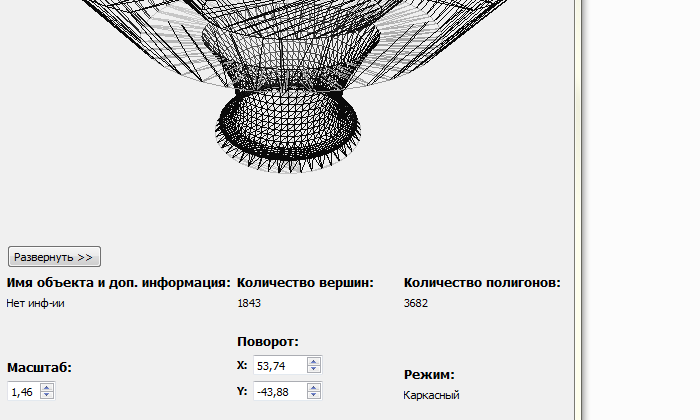 Развернуть >>
Имя объекта и доп. информация: Количество вершин: Количество полигонов:
Нет инф-ии 1843 3682
Поворот:
Масштаб: X: 53,74
Режим:
1,46 Y: -43,88 Каркасный